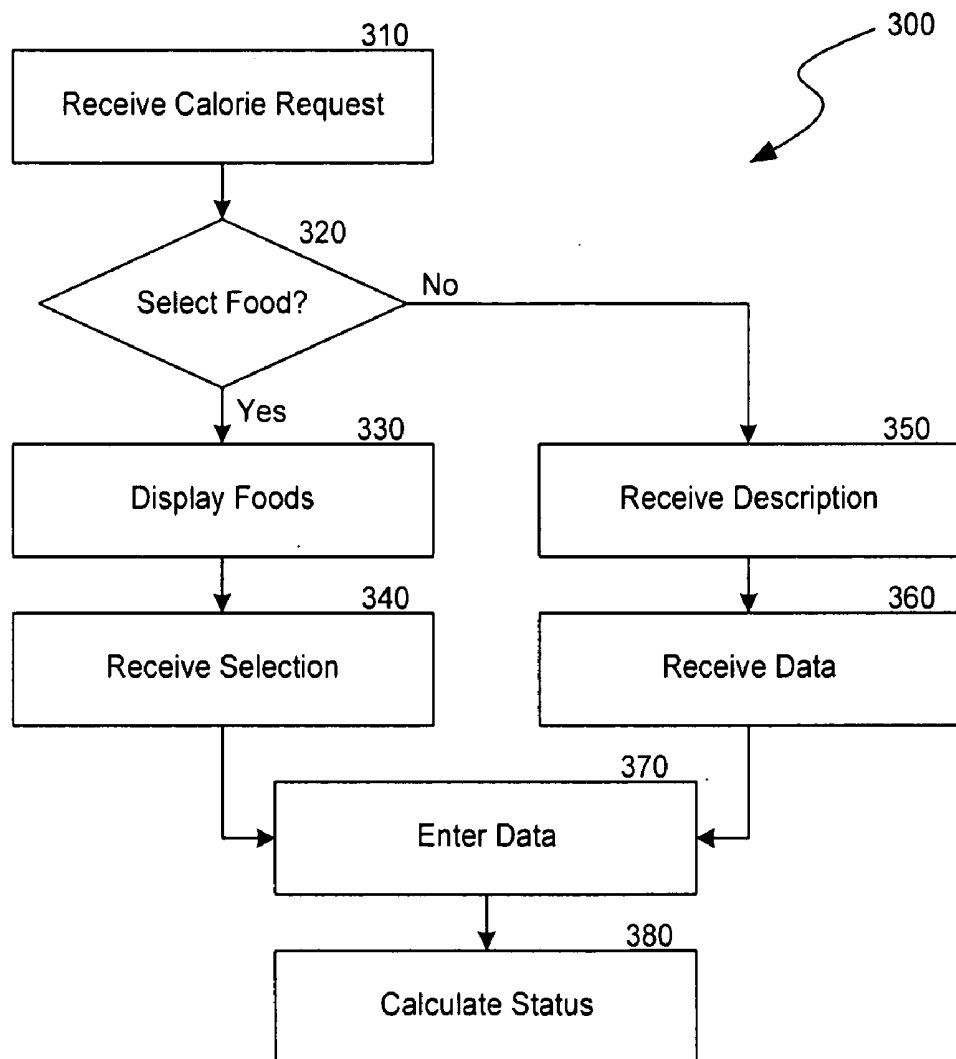 300
310
Receive Calorie Request
320
Select Food?
No
Yes
330
Display Foods
350
Receive Description
340
Receive Selection
360
Receive Data
370
Enter Data
380
Calculate Status